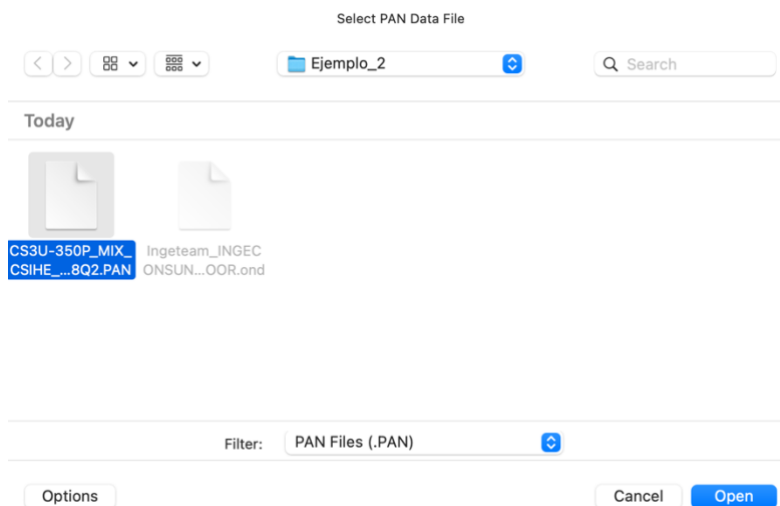 Select PAN Data File
Ejemplo_2
Search
Today
CS3U-350P_MIX_
CSIHE_...8Q2.PAN
Ingeteam_INGEC
ONSUN...OOR.ond
Filter:
PAN Files (.PAN)
Options
Cancel
Open